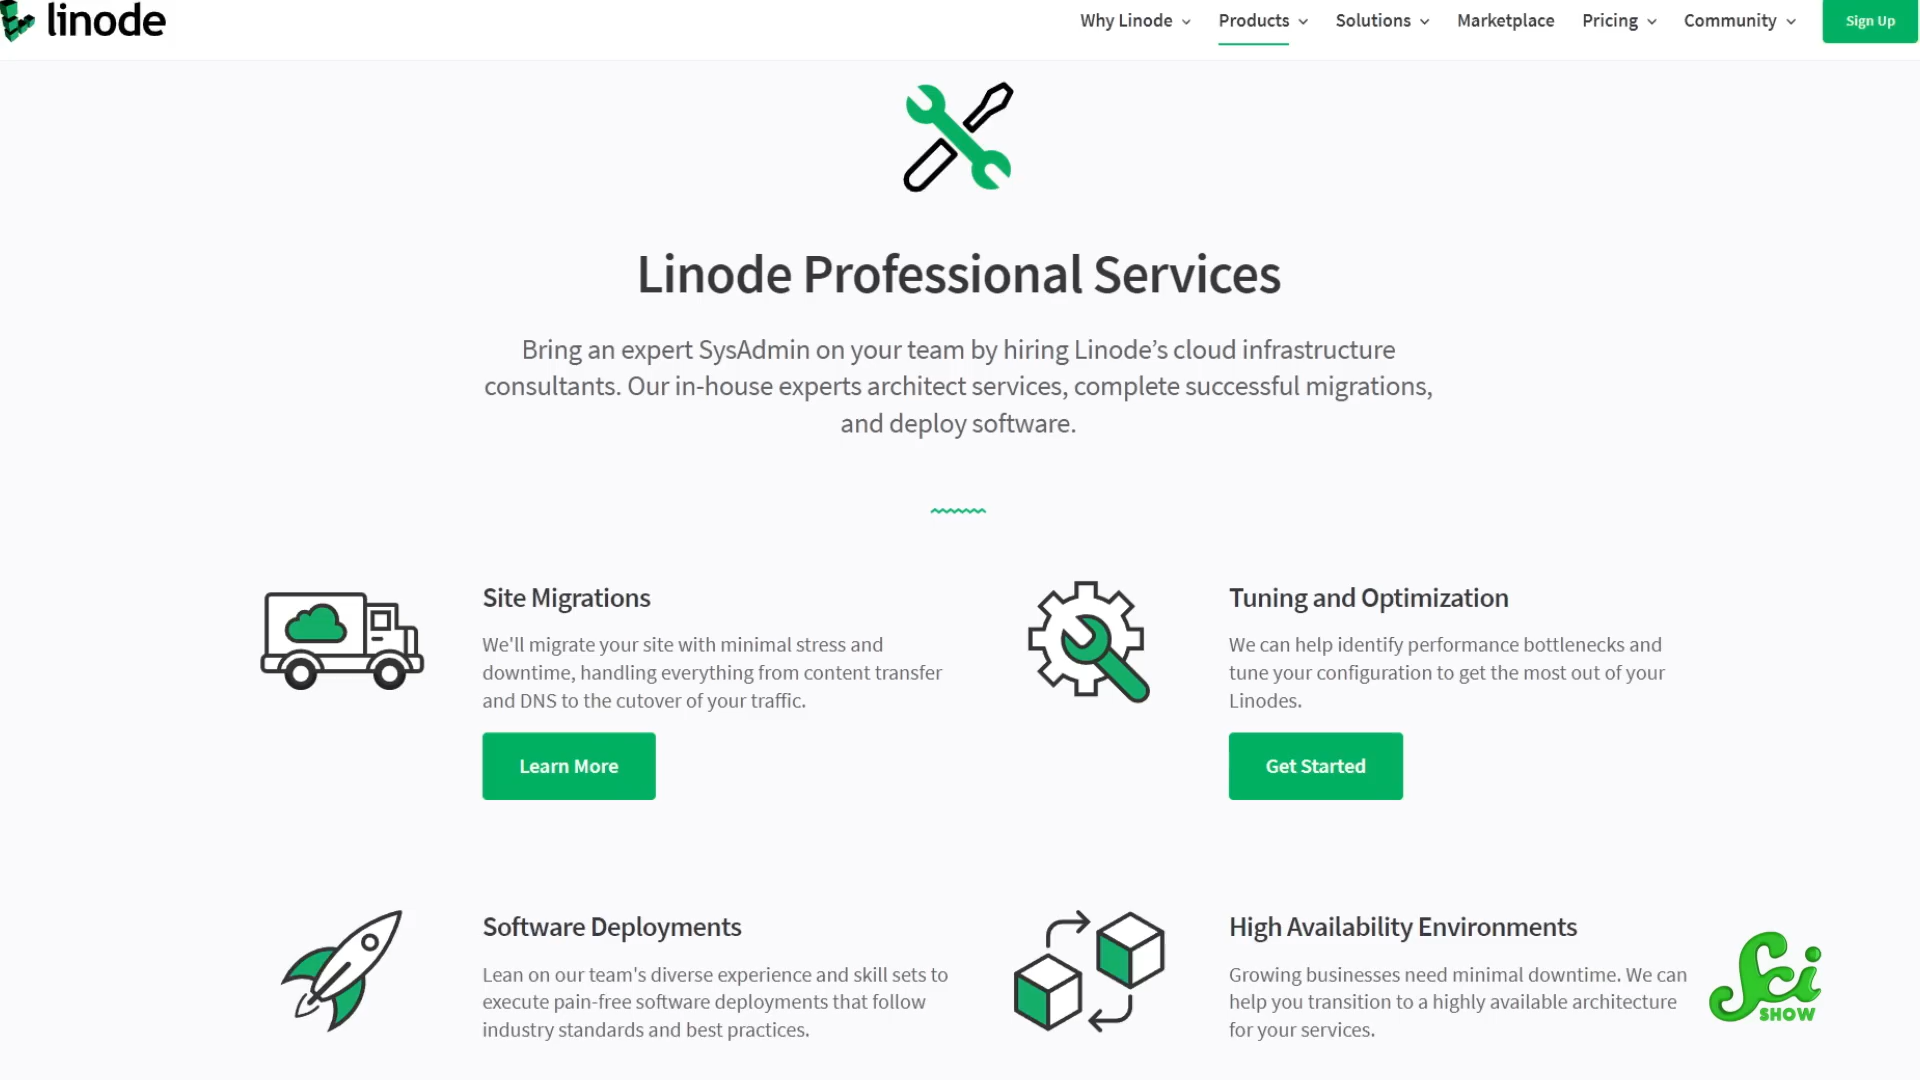 linode
Why Linode
Products
Solutions
Marketplace
Pricing
Community
Sign Up
Linode Professional Services
Bring an expert SysAdmin on your team by hiring Linode’s cloud infrastructure
consultants. Our in-house experts architect services, complete successful migrations,
and deploy software.
Site Migrations
We'll migrate your site with minimal stress and
downtime, handling everything from content transfer
and DNS to the cutover of your traffic.
Learn More
Tuning and Optimization
We can help identify performance bottlenecks and
tune your configuration to get the most out of your
Linodes.
Get Started
Software Deployments
Lean on our team's diverse experience and skill sets to
execute pain-free software deployments that follow
industry standards and best practices.
High Availability Environments
Growing businesses need minimal downtime. We can
help you transition to a highly available architecture
for your services.
Sci
SHOW